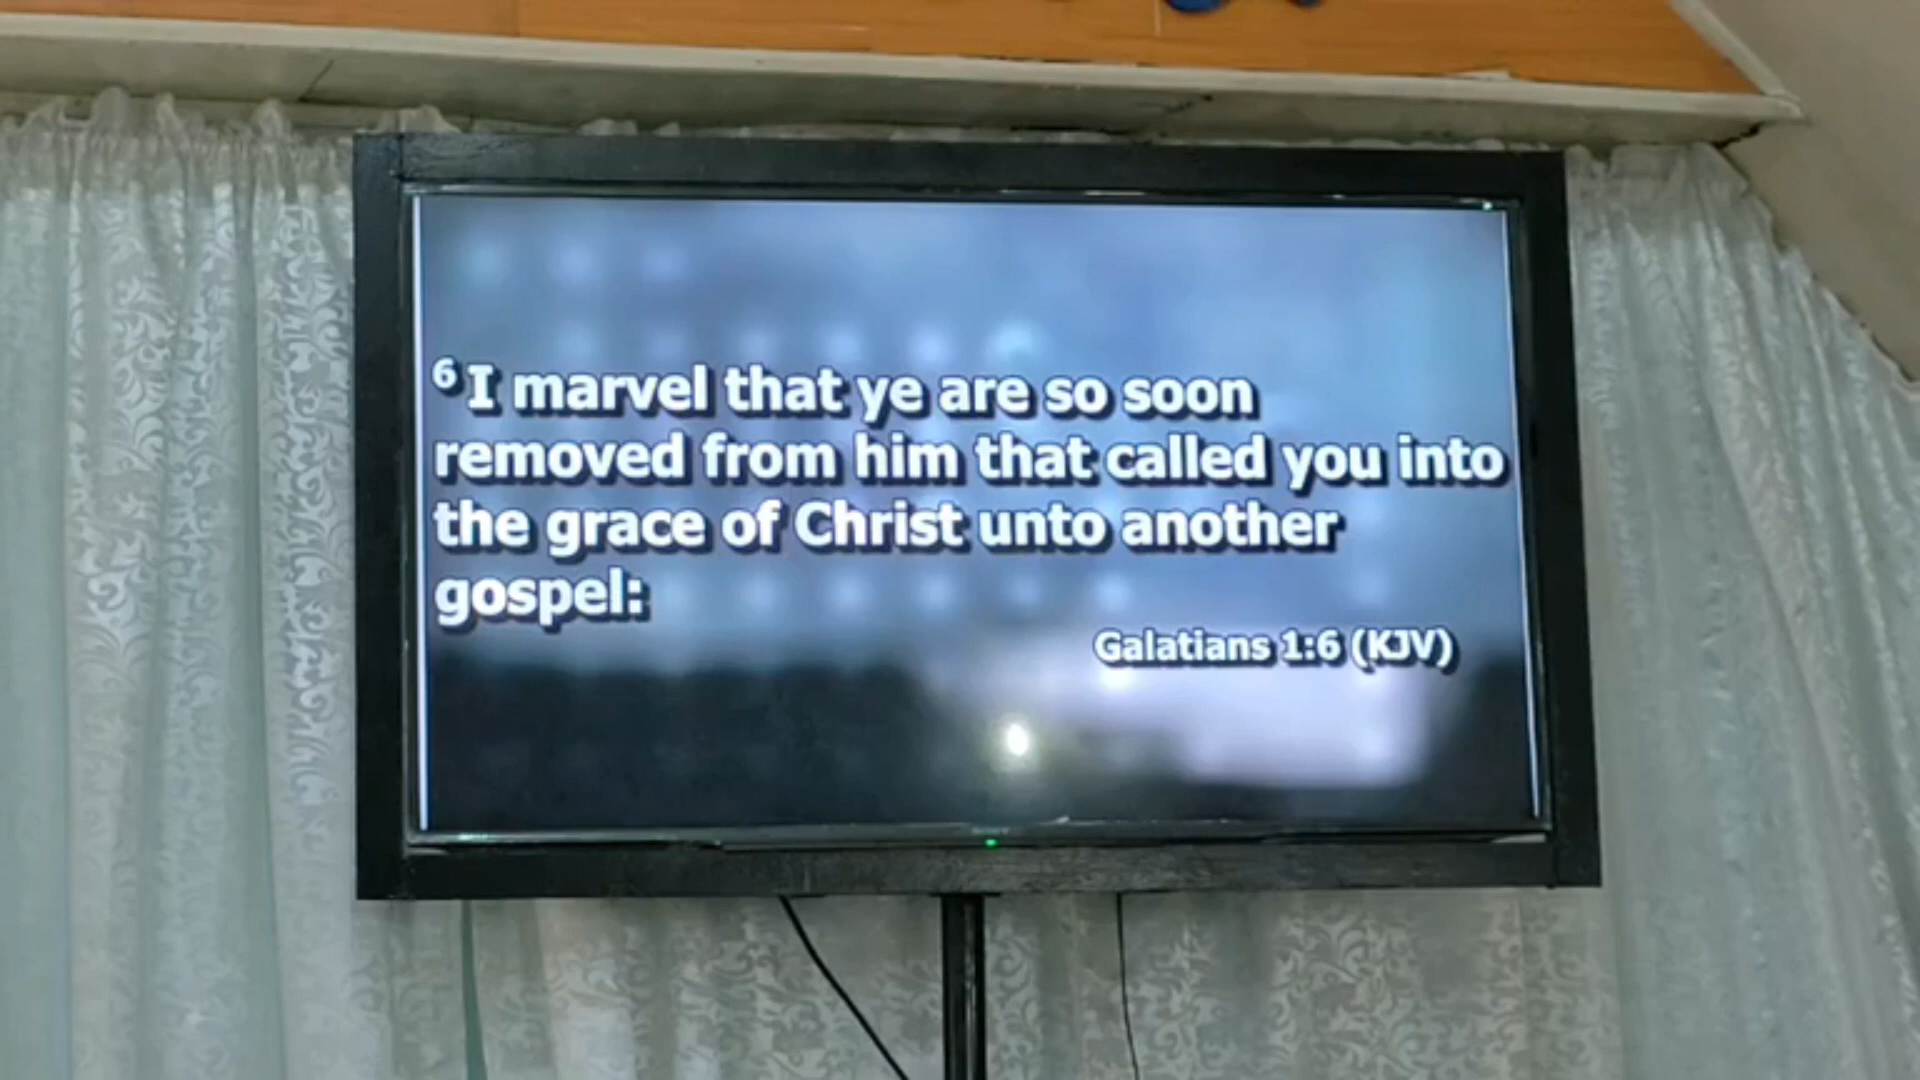 6 I marvel that ye are so soon
removed from him that called you into
the grace of Christ unto another
gospel:
Galatians 1:6 (KJV)